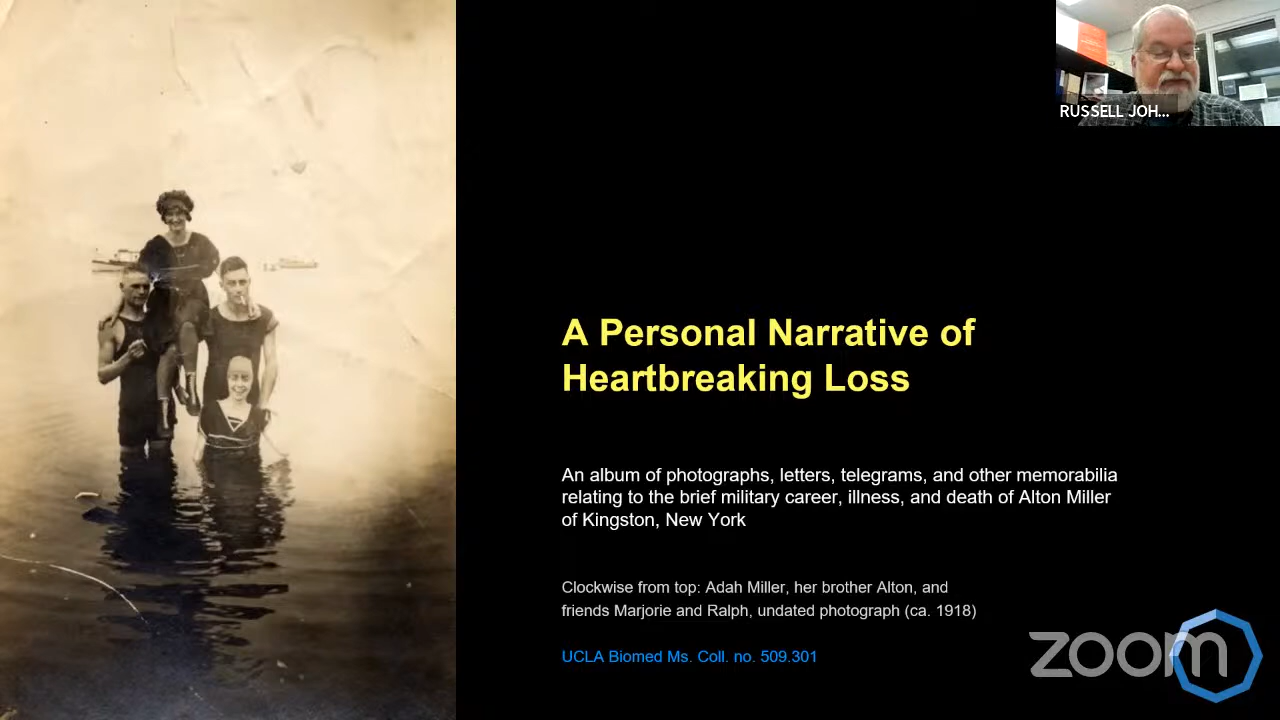 RUSSELL JOH...
A Personal Narrative of
Heartbreaking Loss
An album of photographs, letters, telegrams, and other memorabilia
relating to the brief military career, illness, and death of Alton Miller
of Kingston, New York
Clockwise from top: Adah Miller, her brother Alton, and
friends Marjorie and Ralph, undated photograph (ca. 1918)
UCLA Biomed Ms. Coll. no. 509.301
zoom